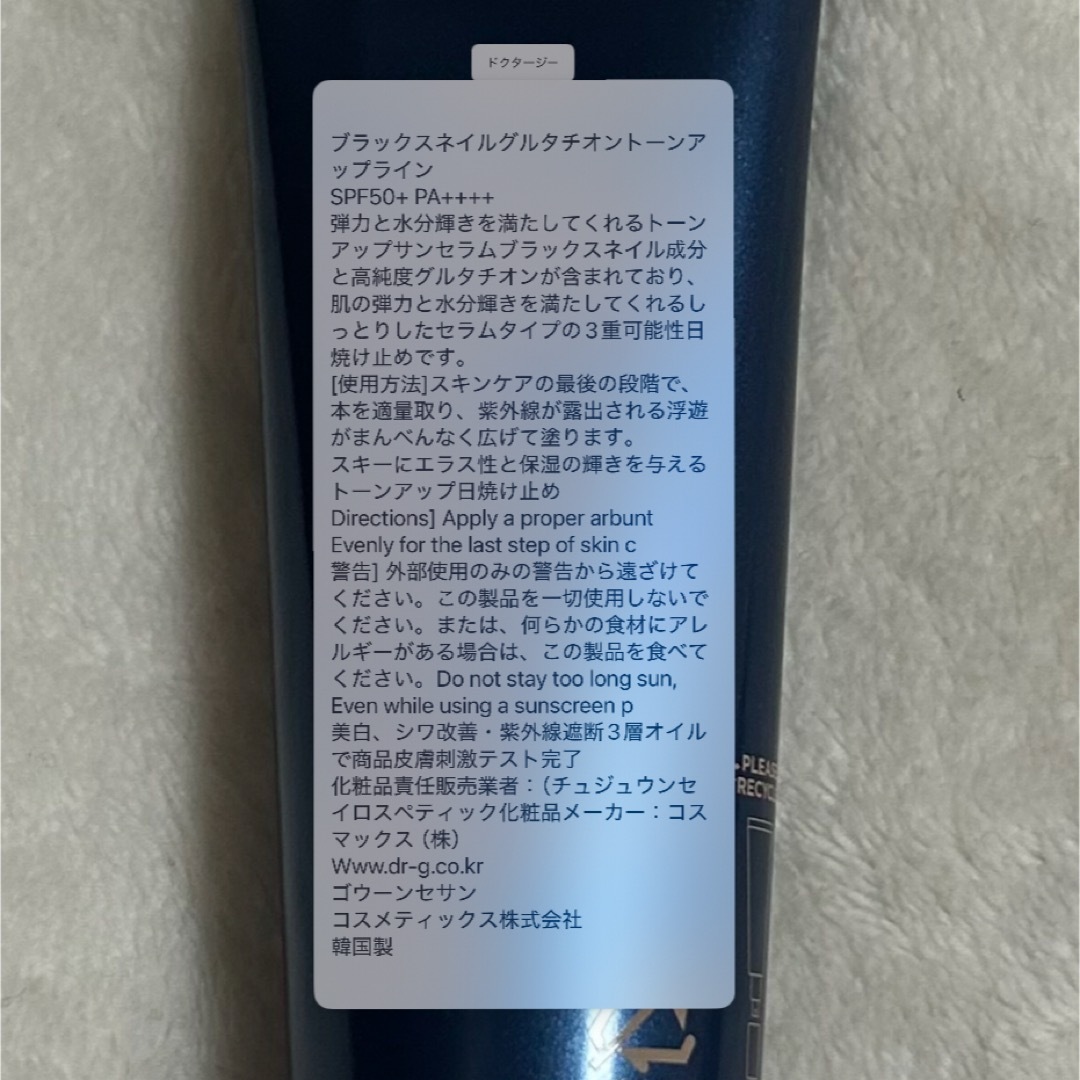 ドクタージー
ブラックスネイルグルタチオントーンア
ップライン
SPF50+ PA++++
弾力と水分輝きを満たしてくれるトーン
アップサンセラムブラックスネイル成分
と高純度グルタチオンが含まれており、
肌の弾力と水分輝きを満たしてくれるし
っとりしたセラムタイプの３重可能性日
焼け止めです。
[使用方法]スキンケアの最後の段階で、
本を適量取り、紫外線が露出される浮遊
がまんべんなく広げて塗ります。
スキーにエラス性と保湿の輝きを与える
トーンアップ日焼け止め
Directions] Apply a proper arbunt
Evenly for the last step of skin c
警告] 外部使用のみの警告から遠ざけて
ください。この製品を一切使用しないで
ください。または、何らかの食材にアレ
ルギーがある場合は、この製品を食べて
ください。Do not stay too long sun,
Even while using a sunscreen p
美白、シワ改善・紫外線遮断３層オイル
で商品皮膚刺激テスト完了
化粧品責任販売業者：（チュジュウンセ
イロスペティック化粧品メーカー：コス
マックス（株）
Www.dr-g.co.kr
ゴウーンセサン
コスメティックス株式会社
韓国製
PLEAS
RECYC